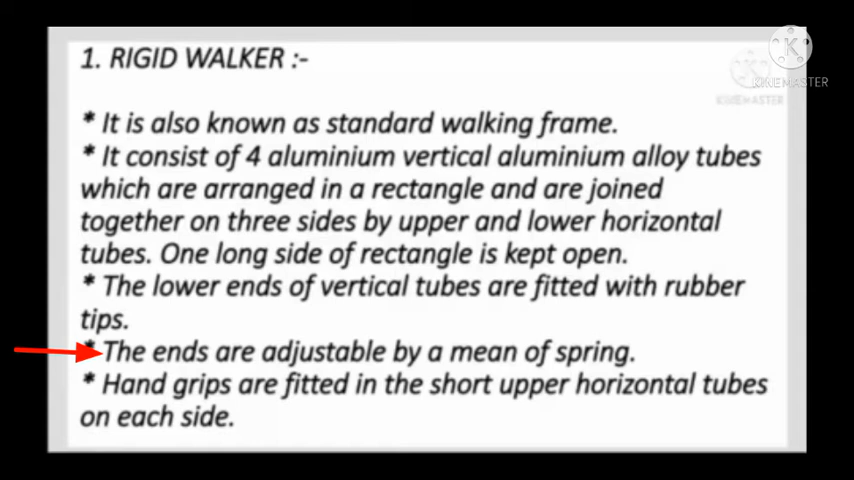 1. RIGID WALKER :-
* It is also known as standard walking frame.
* It consist of 4 aluminium vertical aluminium alloy tubes
which are arranged in a rectangle and are joined
together on three sides by upper and lower horizontal
tubes. One long side of rectangle is kept open.
* The lower ends of vertical tubes are fitted with rubber
tips.
* The ends are adjustable by a mean of spring.
* Hand grips are fitted in the short upper horizontal tubes
on each side.
K
KINEMASTER
K
KINEMASTER